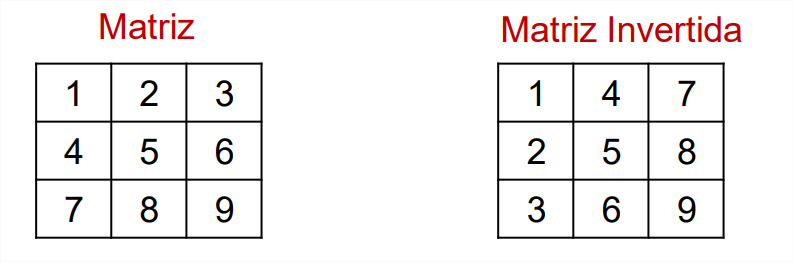 Matriz
1 2 3
4 5 6
7 8 9
Matriz Invertida
1 4 7
2 5 8
3 6 9